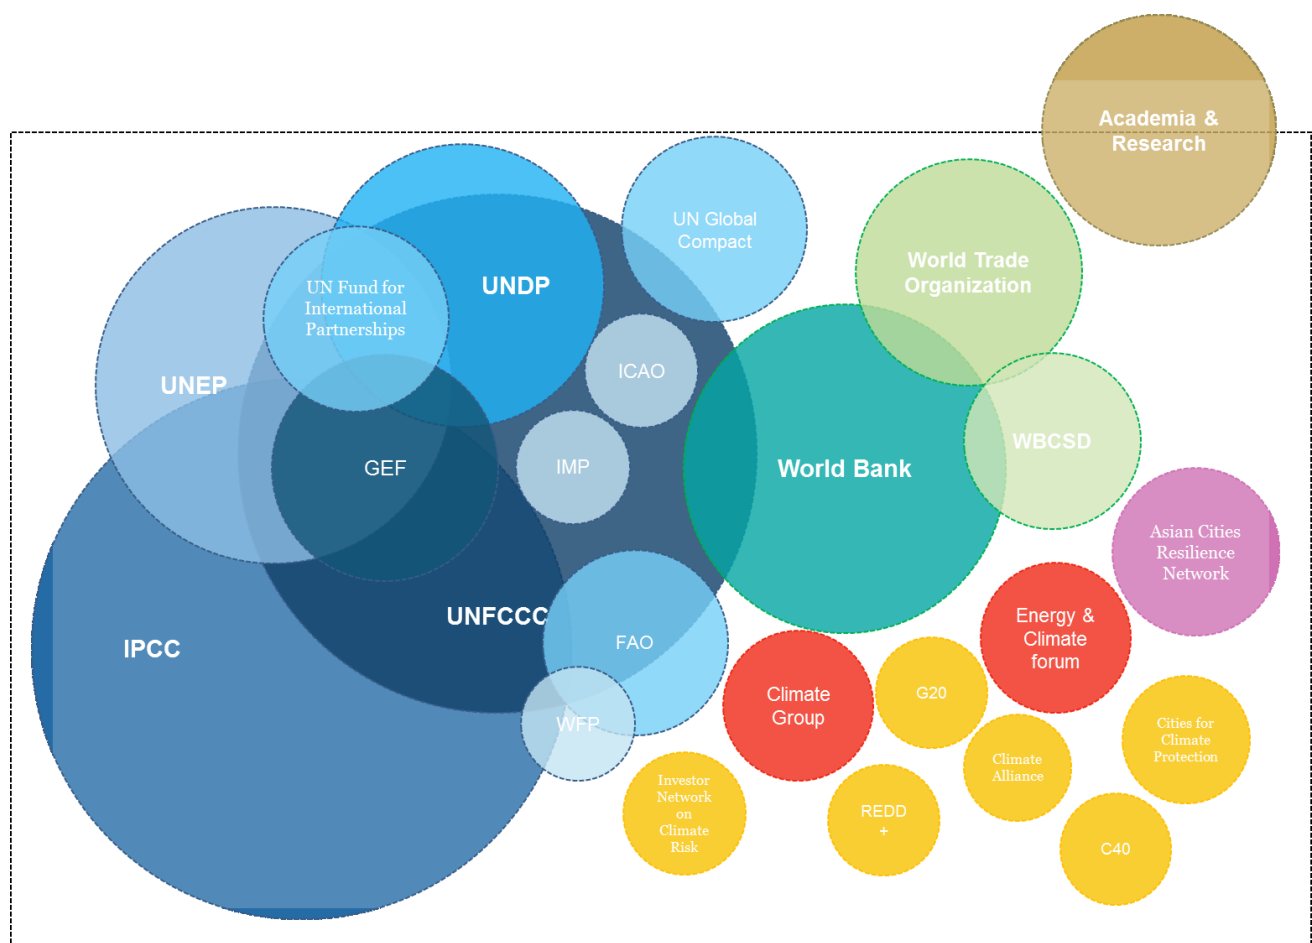 Academia &
Research
UN Global
Compact
World Trade
Organization
UN Fund for
International
Partnerships
UNDP
UNEP
ICAO
WBCSD
GEF
IMP
World Bank
Asian Cities
Resilience
Network
UNFCCC
IPCC
FAO
Energy &
Climate
forum
Climate
Group
G20
WFP
Cities for
Climate
Protection
Climate
Alliance
Investor
Network
on
Climate
Risk
REDD
+
C40